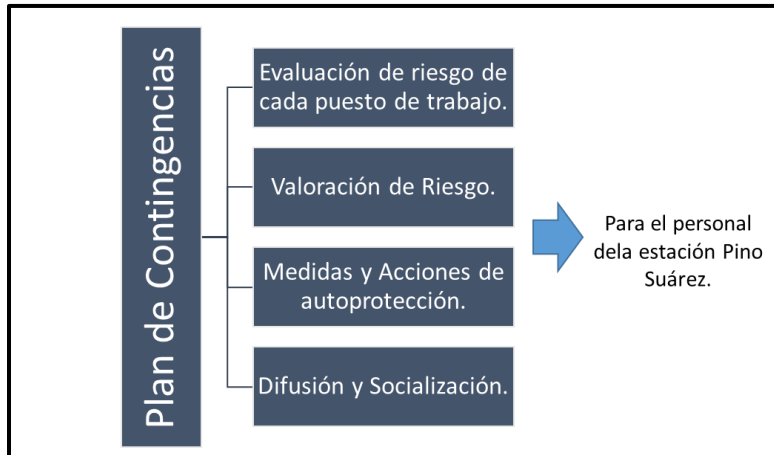 Plan de Contingencias
Evaluación de riesgo de
cada puesto de trabajo.
Valoración de Riesgo.
Medidas y Acciones de
autoprotección.
Difusión y Socialización.
Para el personal
dela estación Pino
Suárez.